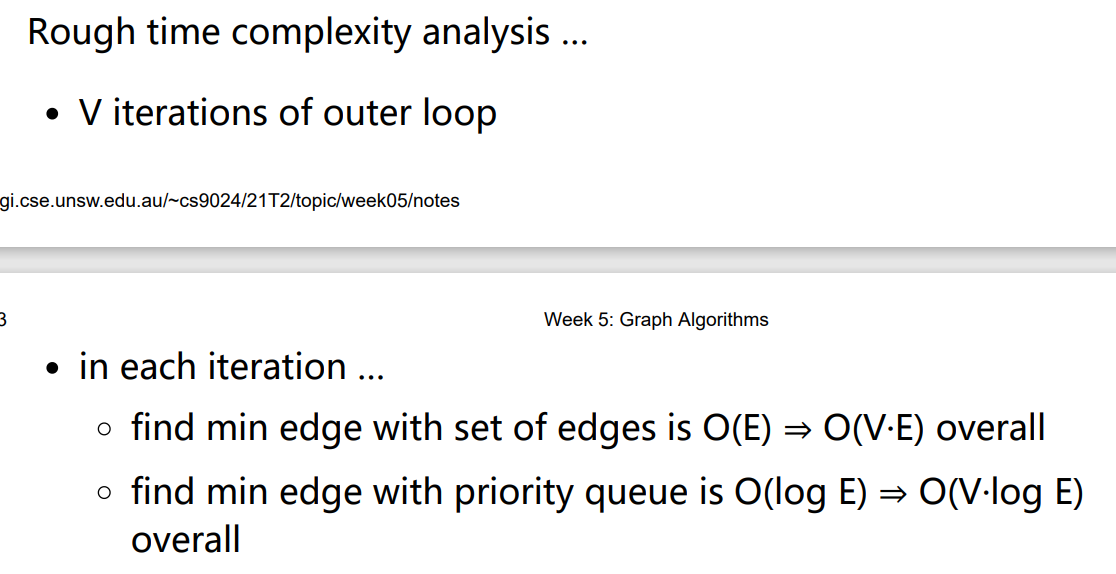 Rough time complexity analysis ...
• V iterations of outer loop
gi.cse.unsw.edu.au/~cs9024/21T2/topic/week05/notes
3
Week 5: Graph Algorithms
• in each iteration ...
○ find min edge with set of edges is O(E) ⇒ O(V·E) overall
○ find min edge with priority queue is O(log E) ⇒ O(V·log E)
overall